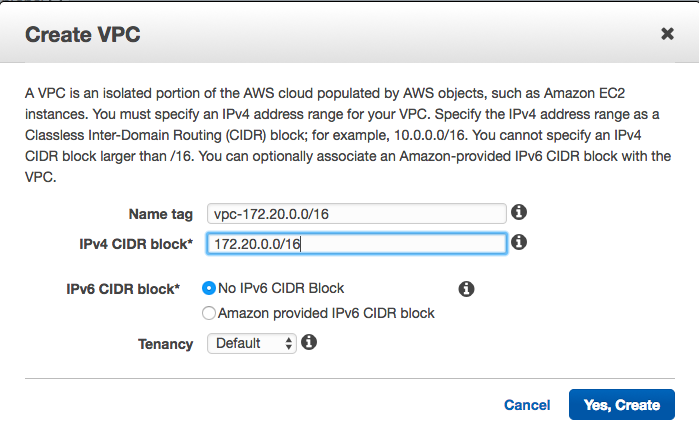 Create VPC
A VPC is an isolated portion of the AWS cloud populated by AWS objects, such as Amazon EC2
instances. You must specify an IPv4 address range for your VPC. Specify the IPv4 address range as a
Classless Inter-Domain Routing (CIDR) block; for example, 10.0.0.0/16. You cannot specify an IPv4
CIDR block larger than /16. You can optionally associate an Amazon-provided IPv6 CIDR block with the
VPC.
Name tag vpc-172.20.0.0/16
IPv4 CIDR block* 172.20.0.0/16
IPv6 CIDR block* No IPv6 CIDR Block
Amazon provided IPv6 CIDR block
Tenancy Default
Cancel Yes, Create